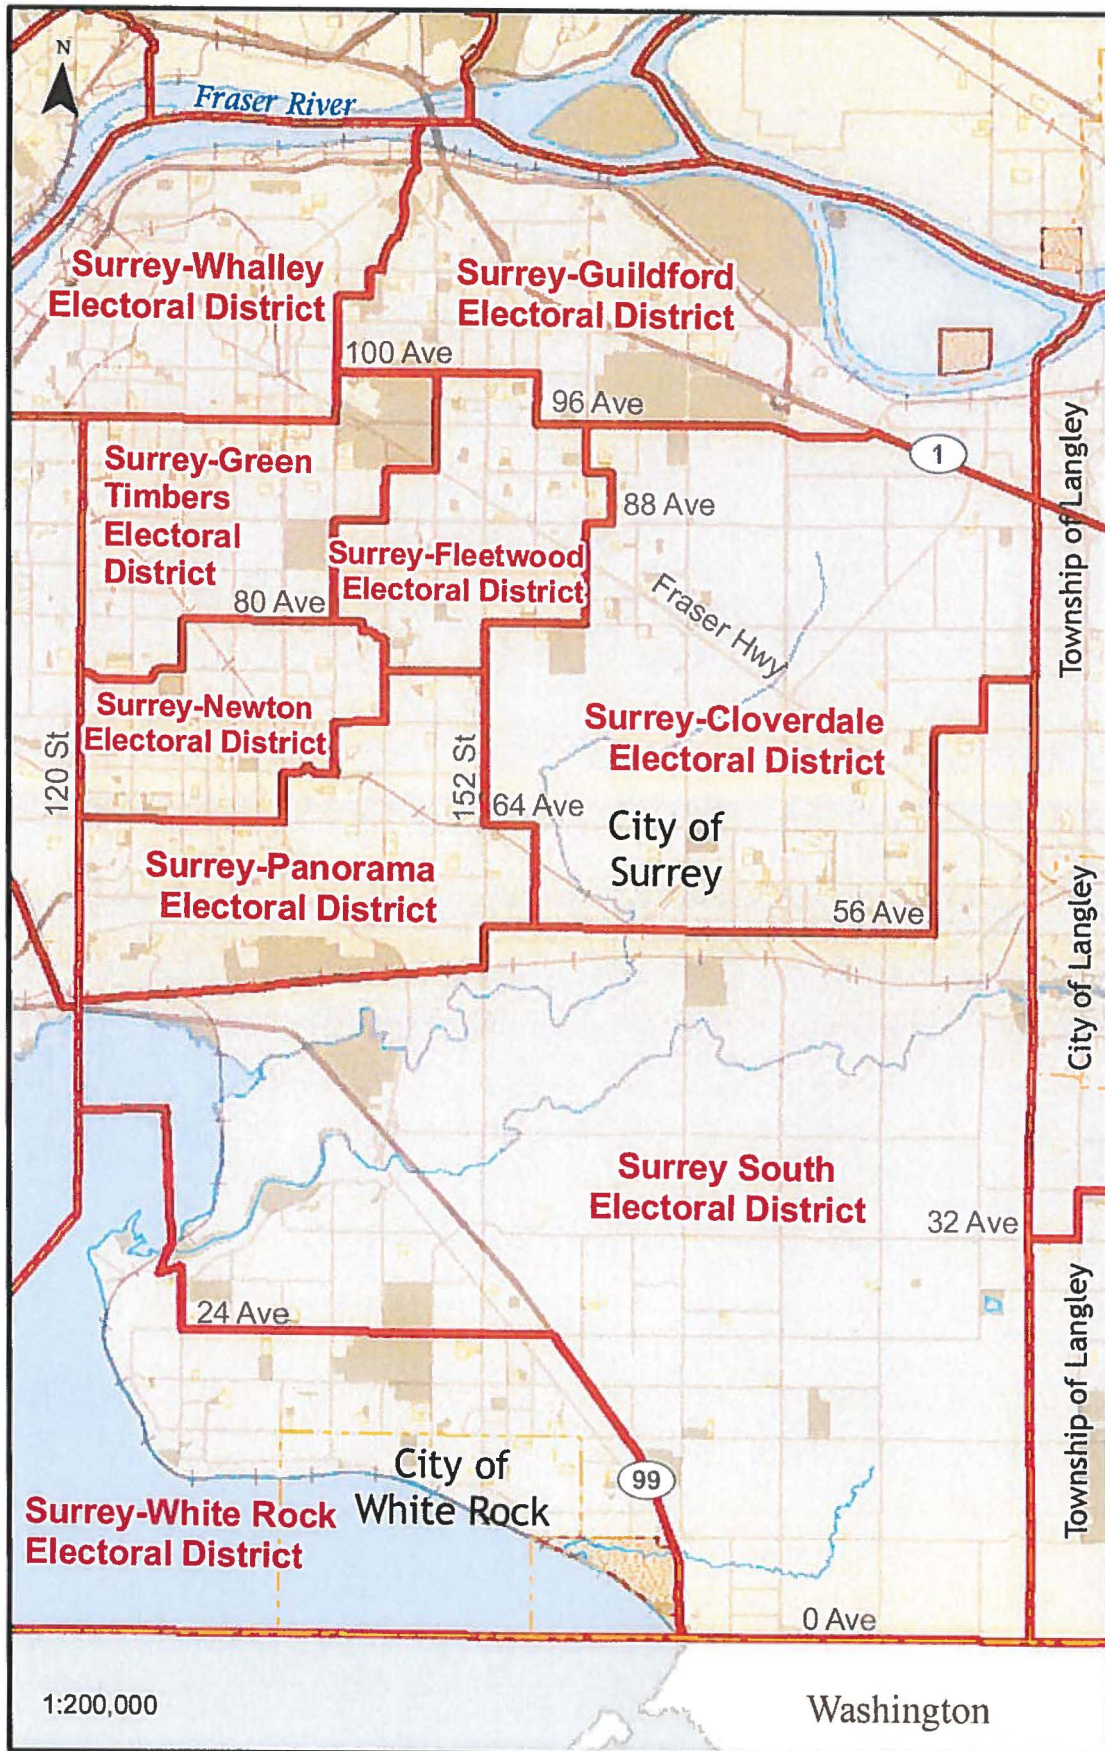 N
Fraser River
Surrey-Whalley
Electoral District
Surrey-Guildford
Electoral District
100 Ave
96 Ave
1
Surrey-Green
Timbers
Electoral
District
88 Ave
Surrey-Fleetwood
Electoral District
80 Ave
Fraser Hwy
Township of Langley
Surrey-Newton
Electoral District
120 St
152 St
Surrey-Cloverdale
Electoral District
64 Ave
City of
Surrey
Surrey-Panorama
Electoral District
56 Ave
City of Langley
Surrey South
Electoral District
32 Ave
24 Ave
Township of Langley
City of
White Rock
99
Surrey-White Rock
Electoral District
0 Ave
1:200,000
Washington